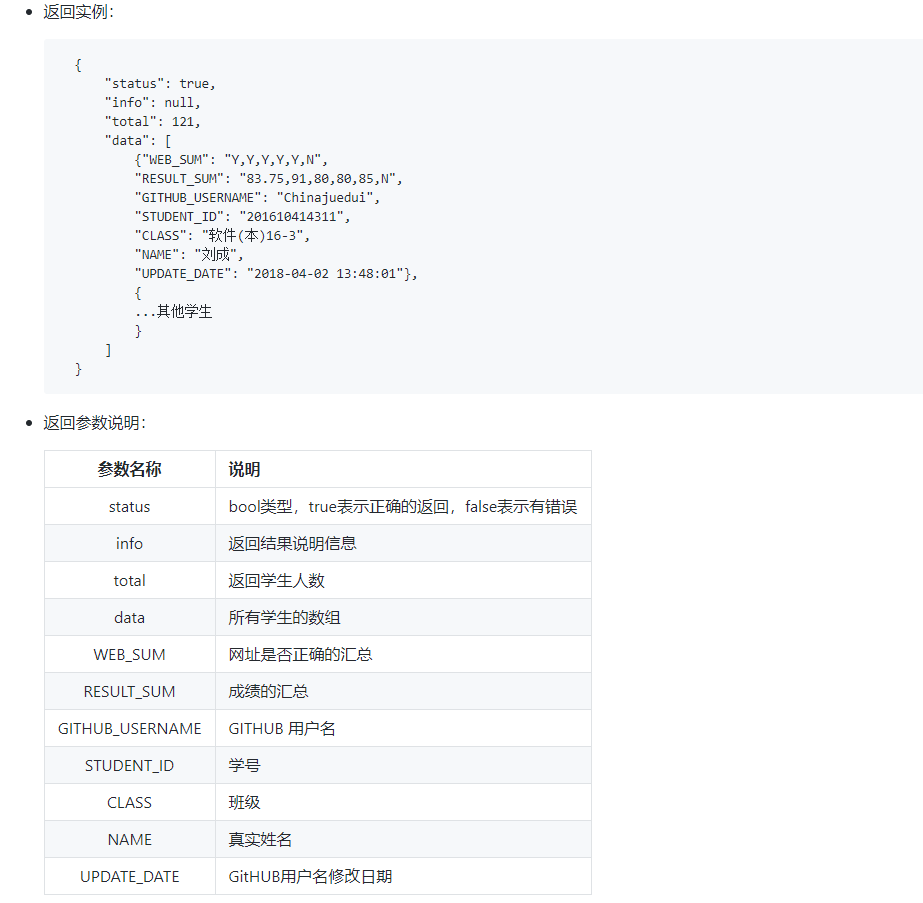 返回实例：
{
"status": true,
"info": null,
"total": 121,
"data": [
{"WEB_SUM": "Y,Y,Y,Y,Y,N",
"RESULT_SUM": "83.75,91,80,80,85,N",
"GITHUB_USERNAME": "Chinajuedui",
"STUDENT_ID": "201610414311",
"CLASS": "软件(本)16-3",
"NAME": "刘成",
"UPDATE_DATE": "2018-04-02 13:48:01"},
{
...其他学生
}
]
}
返回参数说明：
参数名称 说明
status bool类型，true表示正确的返回，false表示有错误
info 返回结果说明信息
total 返回学生人数
data 所有学生的数组
WEB_SUM 网址是否正确的汇总
RESULT_SUM 成绩的汇总
GITHUB_USERNAME GITHUB 用户名
STUDENT_ID 学号
CLASS 班级
NAME 真实姓名
UPDATE_DATE GitHUB用户名修改日期